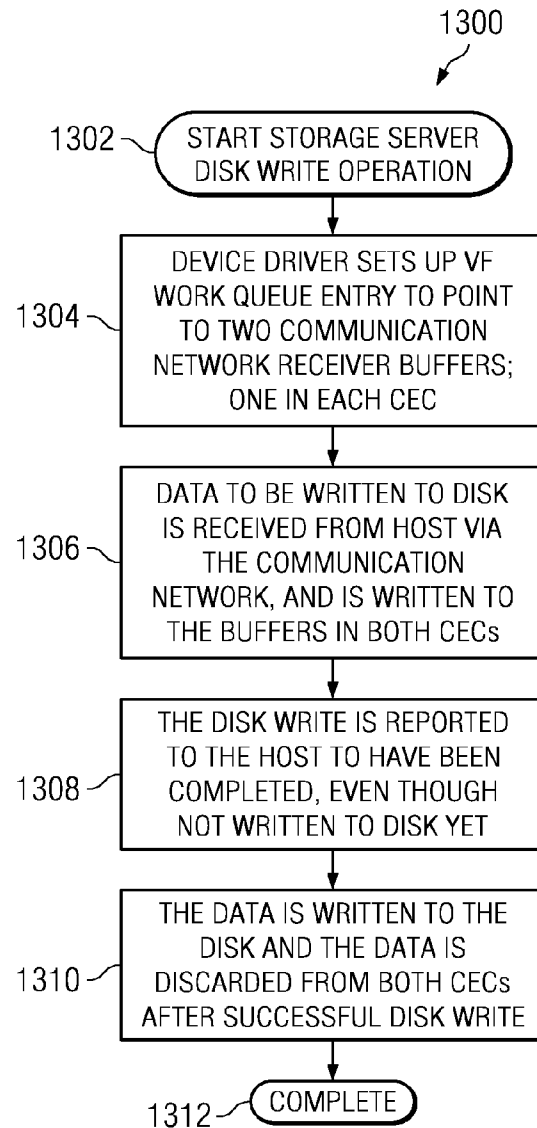 1300
1302
START STORAGE SERVER
DISK WRITE OPERATION
1304
DEVICE DRIVER SETS UP VF
WORK QUEUE ENTRY TO POINT
TO TWO COMMUNICATION
NETWORK RECEIVER BUFFERS;
ONE IN EACH CEC
1306
DATA TO BE WRITTEN TO DISK
IS RECEIVED FROM HOST VIA
THE COMMUNICATION
NETWORK, AND IS WRITTEN TO
THE BUFFERS IN BOTH CECs
1308
THE DISK WRITE IS REPORTED
TO THE HOST TO HAVE BEEN
COMPLETED, EVEN THOUGH
NOT WRITTEN TO DISK YET
1310
THE DATA IS WRITTEN TO THE
DISK AND THE DATA IS
DISCARDED FROM BOTH CECs
AFTER SUCCESSFUL DISK WRITE
1312
COMPLETE